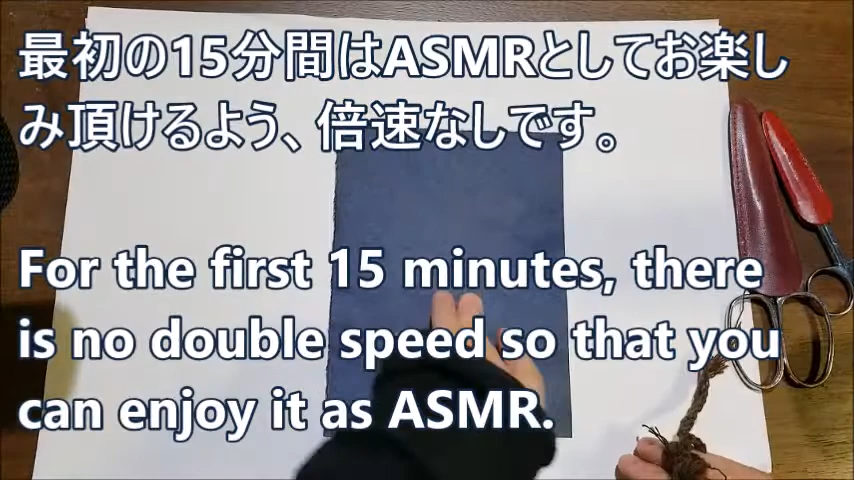 最初の15分間はASMRとしてお楽し
み頂けるよう、倍速なしです。
For the first 15 minutes, there
is no double speed so that you
can enjoy it as ASMR.